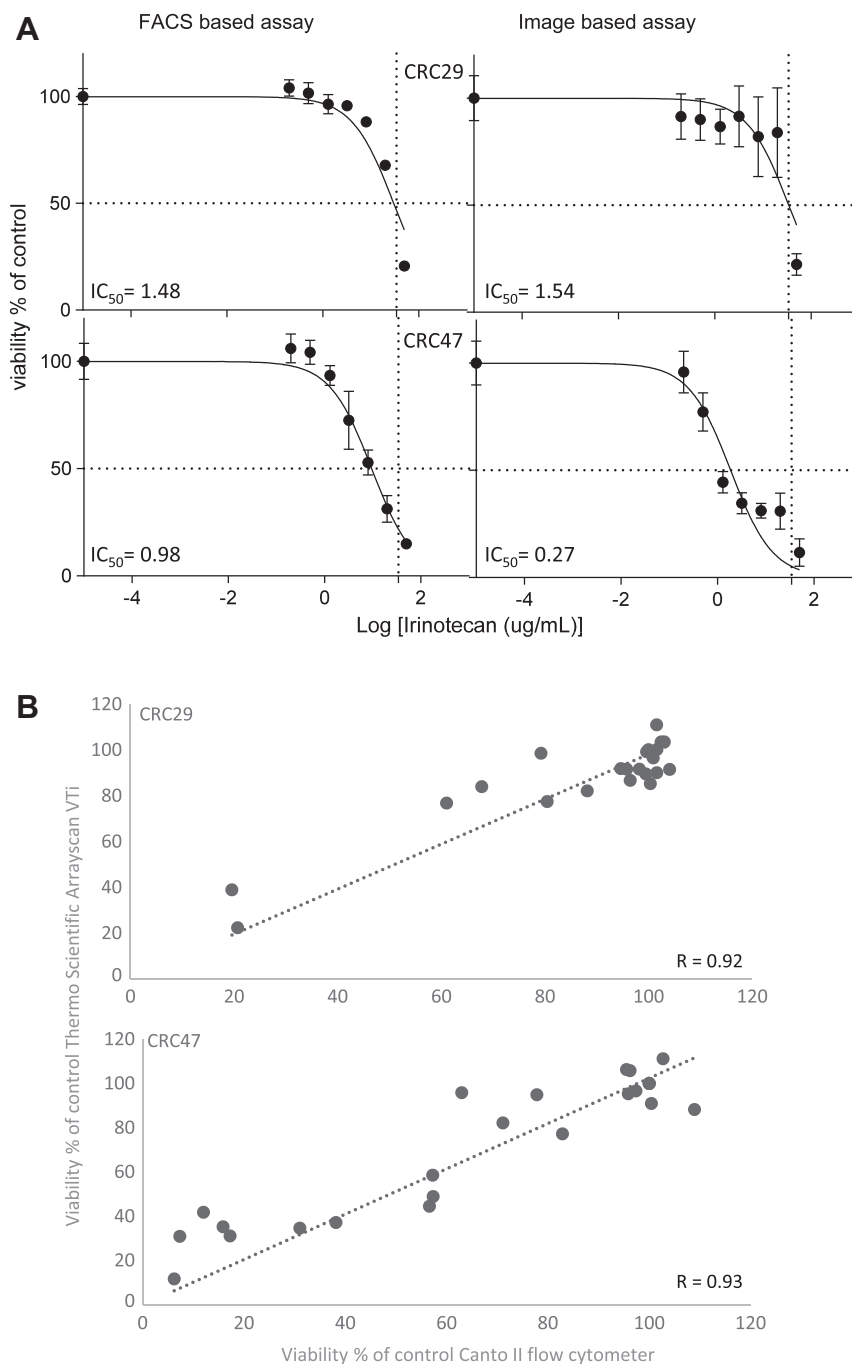 A
FACS based assay
Image based assay
viability % of control
100
50
0
CRC29
IC50= 1.48
IC50= 1.54
100
50
0
CRC47
IC50= 0.98
IC50= 0.27
-4 -2 0 2
-4 -2 0 2
Log [Irinotecan (ug/mL)]
B
Viability % of control Thermo Scientific Arrayscan VTi
120
100
80
60
40
20
0
CRC29
R = 0.92
0 20 40 60 80 100 120
120
100
80
60
40
20
0
CRC47
R = 0.93
0 20 40 60 80 100 120
Viability % of control Canto II flow cytometer